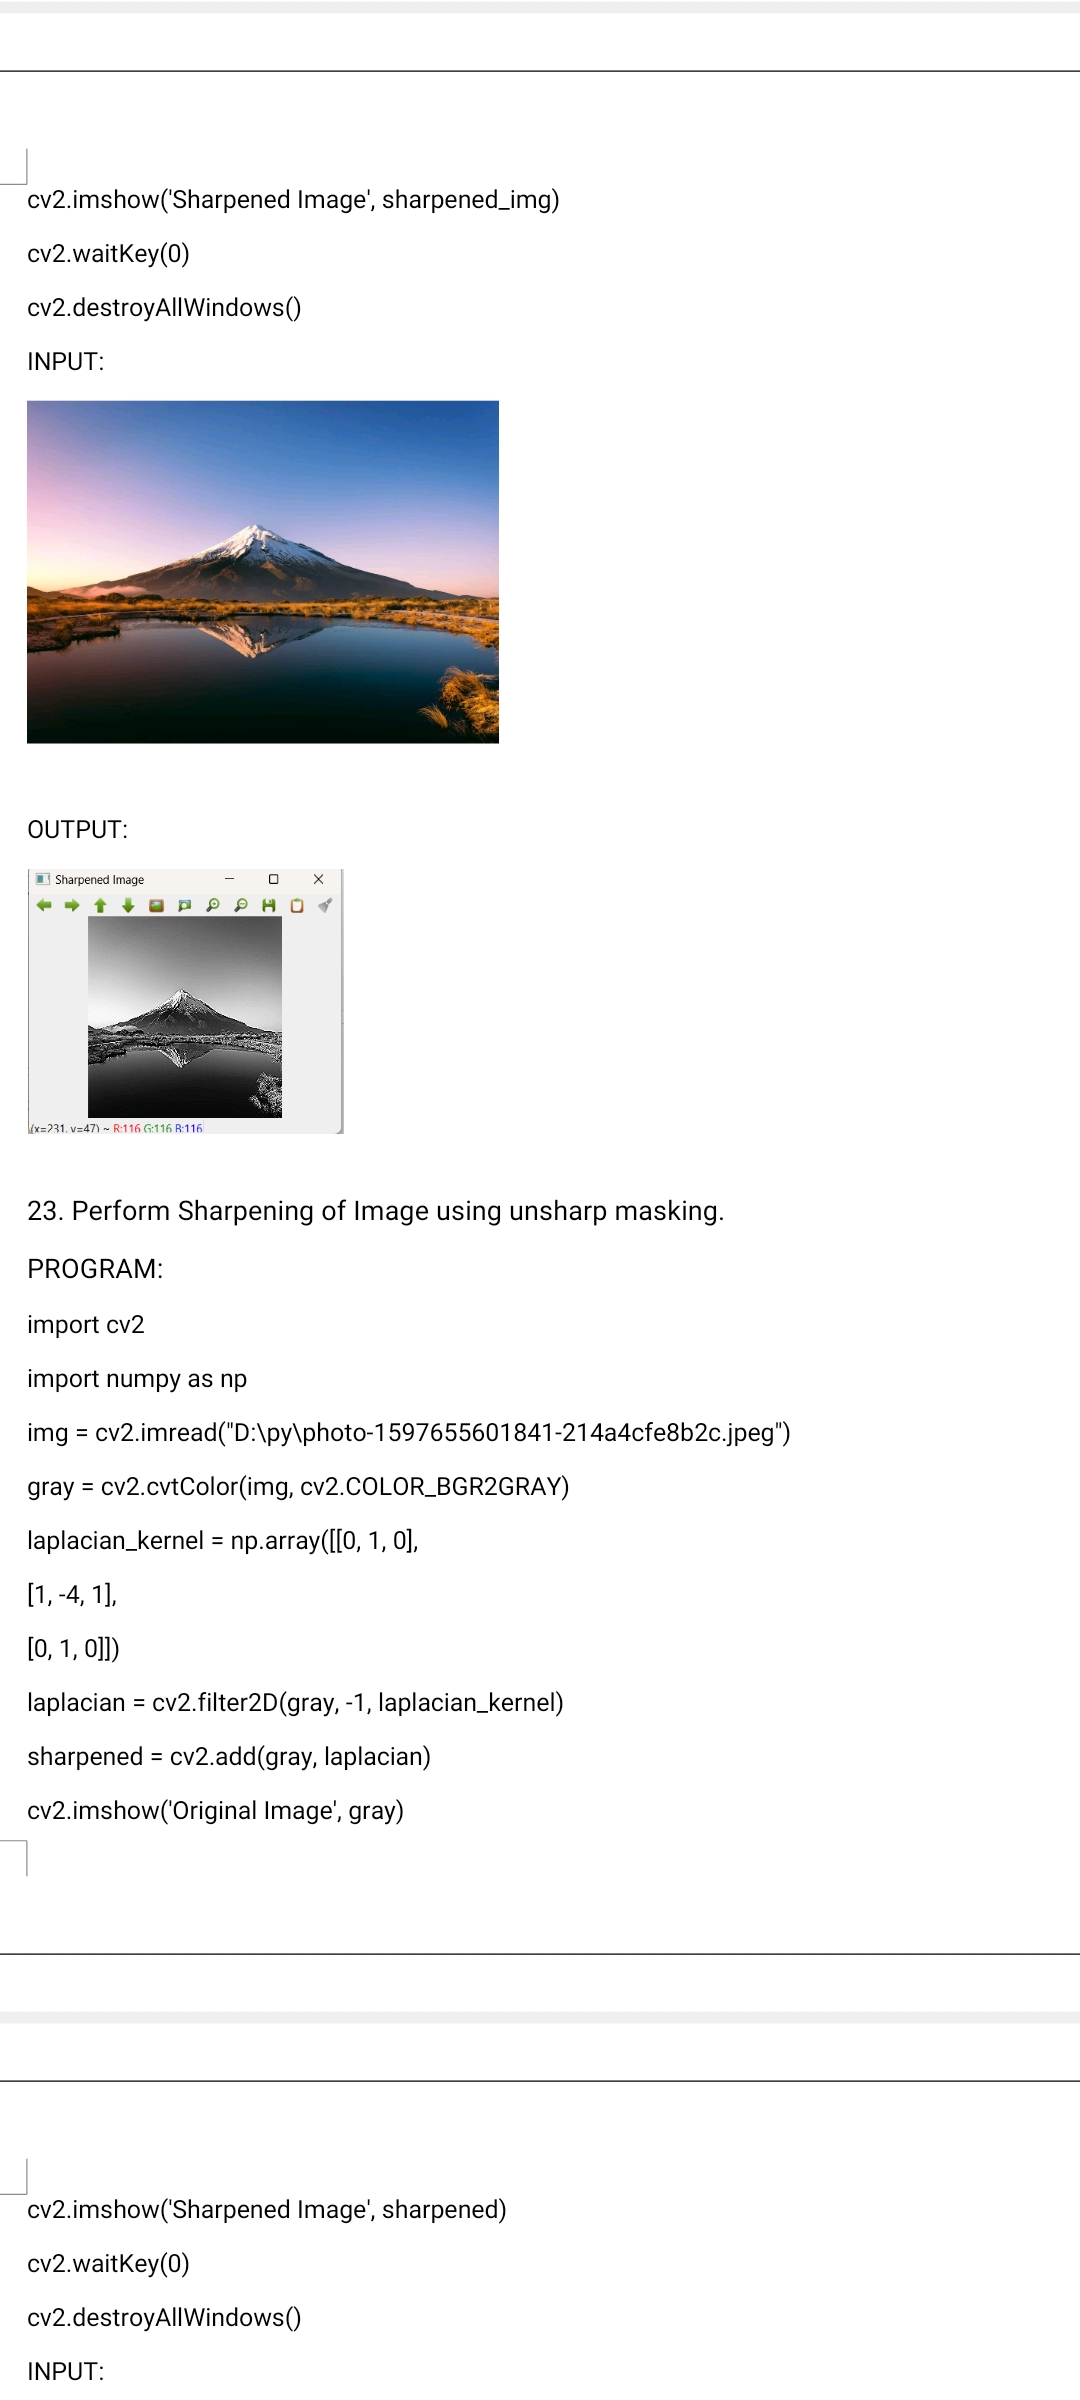 cv2.imshow('Sharpened Image', sharpened_img)
cv2.waitKey(0)
cv2.destroyAllWindows()
INPUT:
OUTPUT:
Sharpened Image
(x=231, y=47) ~ R:116 G:116 B:116
23. Perform Sharpening of Image using unsharp masking.
PROGRAM:
import cv2
import numpy as np
img = cv2.imread("D:\py\photo-1597655601841-214a4cfe8b2c.jpeg")
gray = cv2.cvtColor(img, cv2.COLOR_BGR2GRAY)
laplacian_kernel = np.array([[0, 1, 0],
[1, -4, 1],
[0, 1, 0]])
laplacian = cv2.filter2D(gray, -1, laplacian_kernel)
sharpened = cv2.add(gray, laplacian)
cv2.imshow('Original Image', gray)
cv2.imshow('Sharpened Image', sharpened)
cv2.waitKey(0)
cv2.destroyAllWindows()
INPUT: